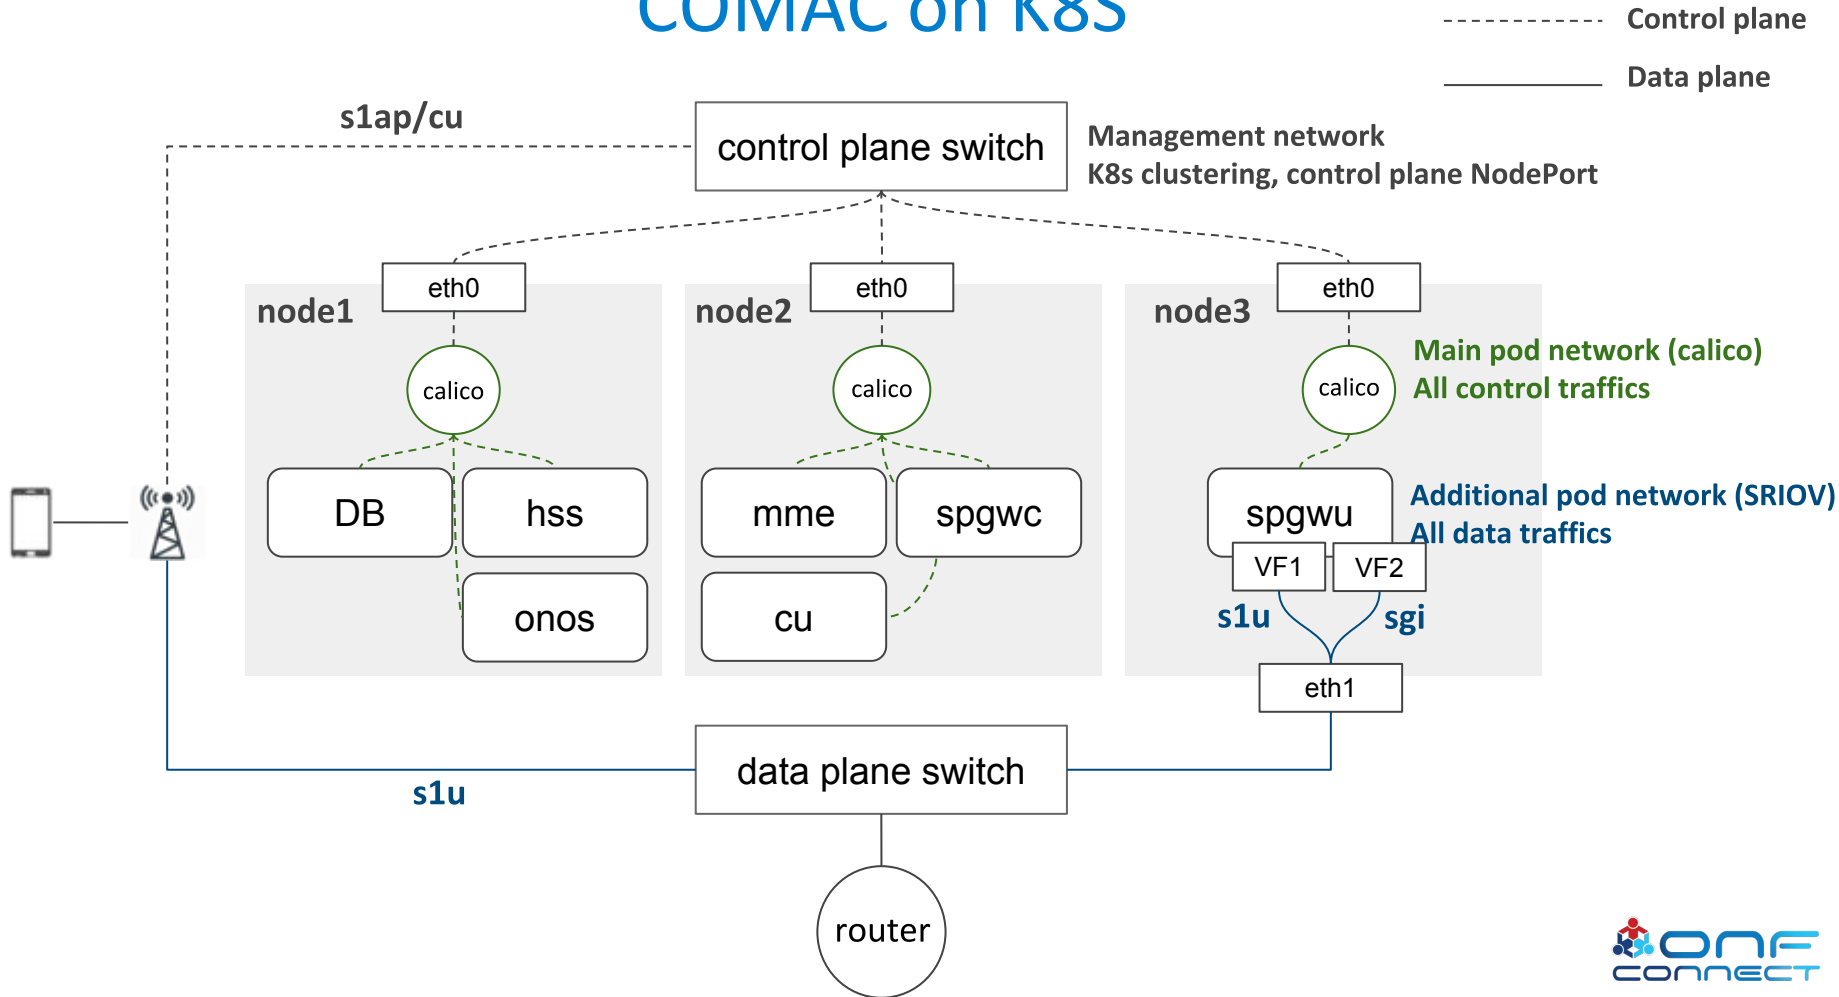 COMAC on K8S
Control plane
Data plane
s1ap/cu
control plane switch
Management network
K8s clustering, control plane NodePort
eth0
eth0
eth0
node1
node2
node3
calico
calico
calico
Main pod network (calico)
All control traffics
DB
hss
mme
spgwc
spgwu
Additional pod network (SRIOV)
All data traffics
VF1
VF2
onos
cu
s1u
sgi
eth1
data plane switch
s1u
router
ONF
CONNECT